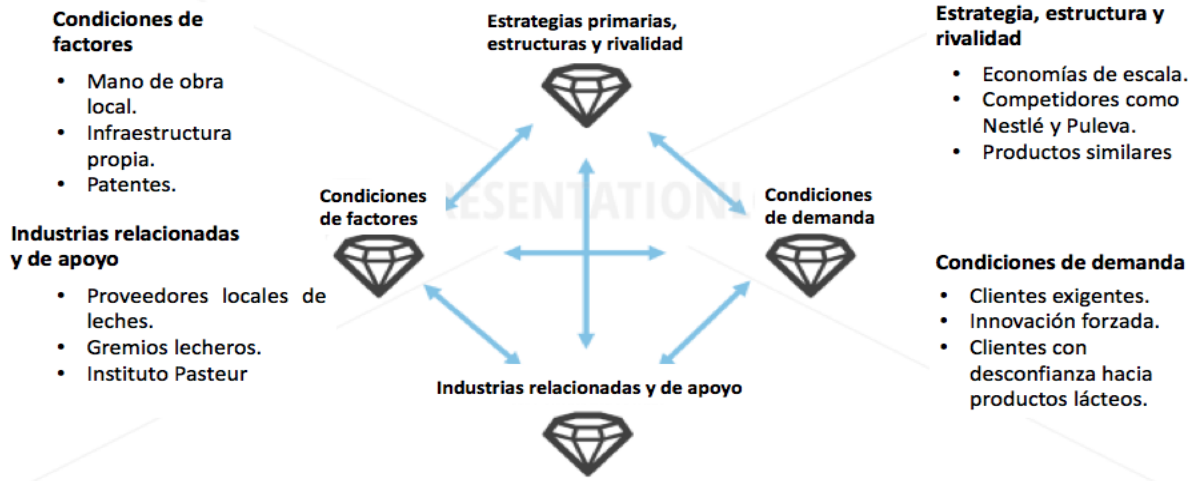 Condiciones de
factores
• Mano de obra
local.
• Infraestructura
propia.
• Patentes.
Industrias relacionadas
y de apoyo
• Proveedores locales de
leches.
• Gremios lecheros.
• Instituto Pasteur
Estrategias primarias,
estructuras y rivalidad
Condiciones
de factores
Condiciones
de demanda
Industrias relacionadas y de apoyo
Estrategia, estructura y
rivalidad
• Economías de escala.
• Competidores como
Nestlé y Puleva.
• Productos similares
Condiciones de demanda
• Clientes exigentes.
• Innovación forzada.
• Clientes con
desconfianza hacia
productos lácteos.